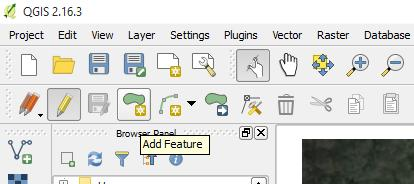 QGIS 2.16.3
Project Edit View Layer Settings Plugins Vector Raster Database
Browser Panel
Add Feature